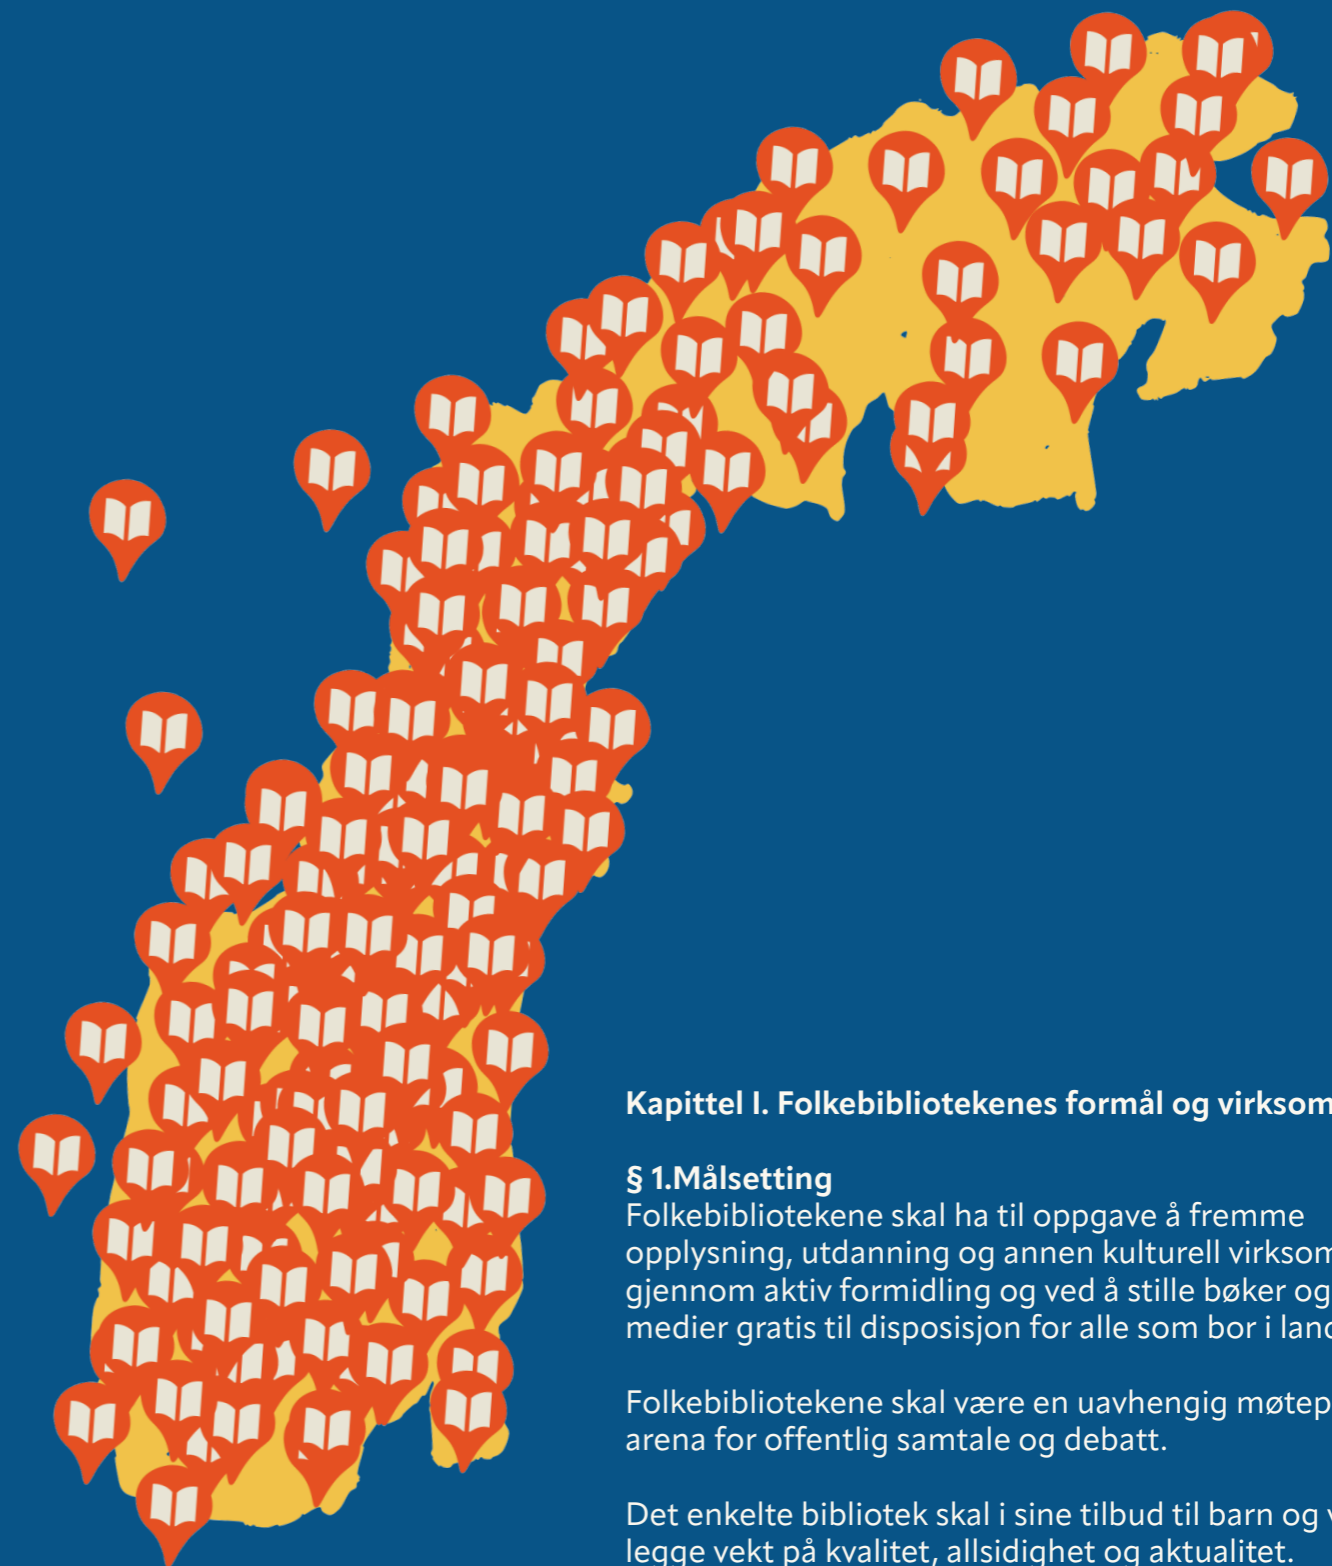 Kapittel I. Folkebibliotekenes formål og virksom
§ 1.Målsetting
Folkebibliotekene skal ha til oppgave å fremme
opplysning, utdanning og annen kulturell virksom
gjennom aktiv formidling og ved å stille bøker og
medier gratis til disposisjon for alle som bor i land
Folkebibliotekene skal være en uavhengig møtep
arena for offentlig samtale og debatt.
Det enkelte bibliotek skal i sine tilbud til barn og v
legge vekt på kvalitet, allsidighet og aktualitet.